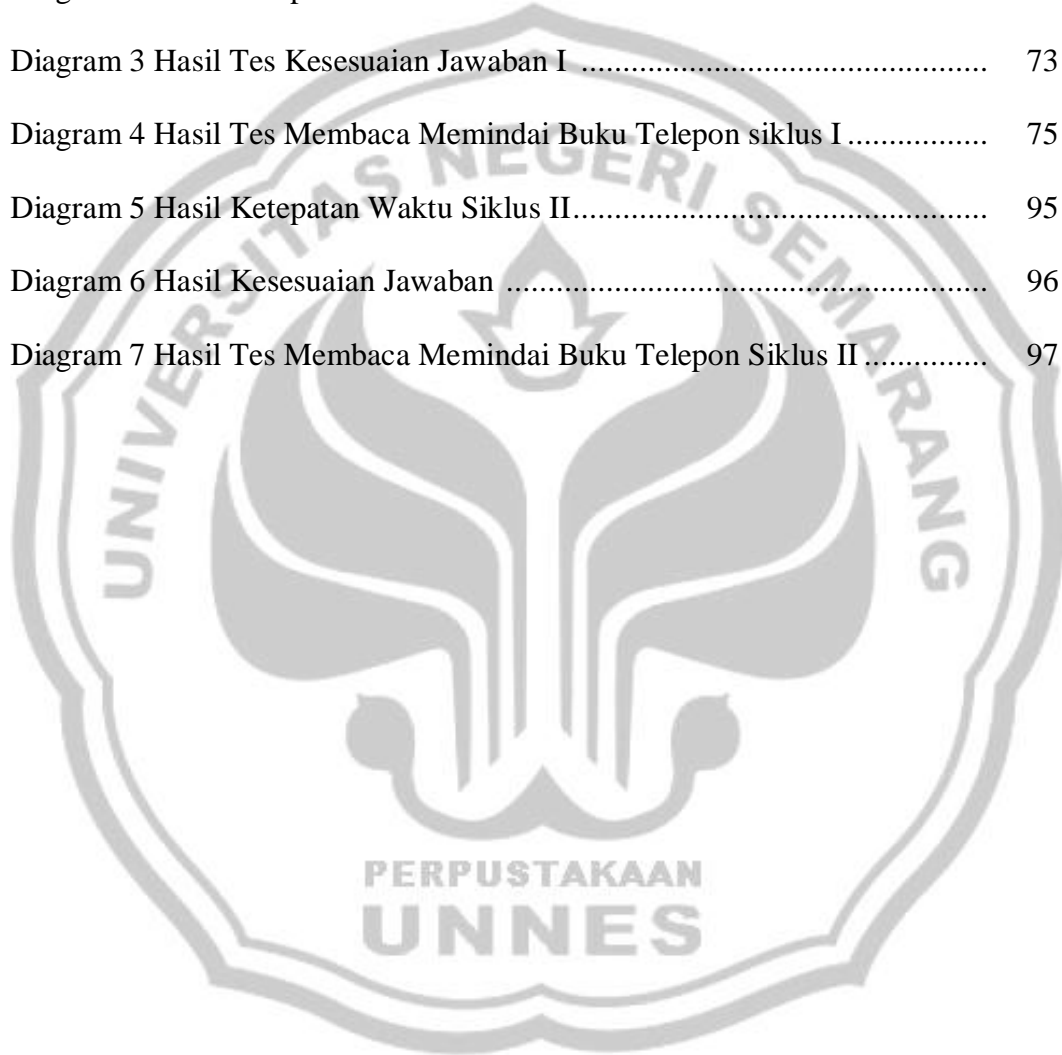 Diagram 3 Hasil Tes Kesesuaian Jawaban I ................................................. 73
Diagram 4 Hasil Tes Membaca Memindai Buku Telepon siklus I ................. 75
Diagram 5 Hasil Ketepatan Waktu Siklus II.................................................. 95
Diagram 6 Hasil Kesesuaian Jawaban .......................................................... 96
Diagram 7 Hasil Tes Membaca Memindai Buku Telepon Siklus II ............... 97
UNIVERSITAS NEGERI SEMARANG
PERPUSTAKAAN
UNNES